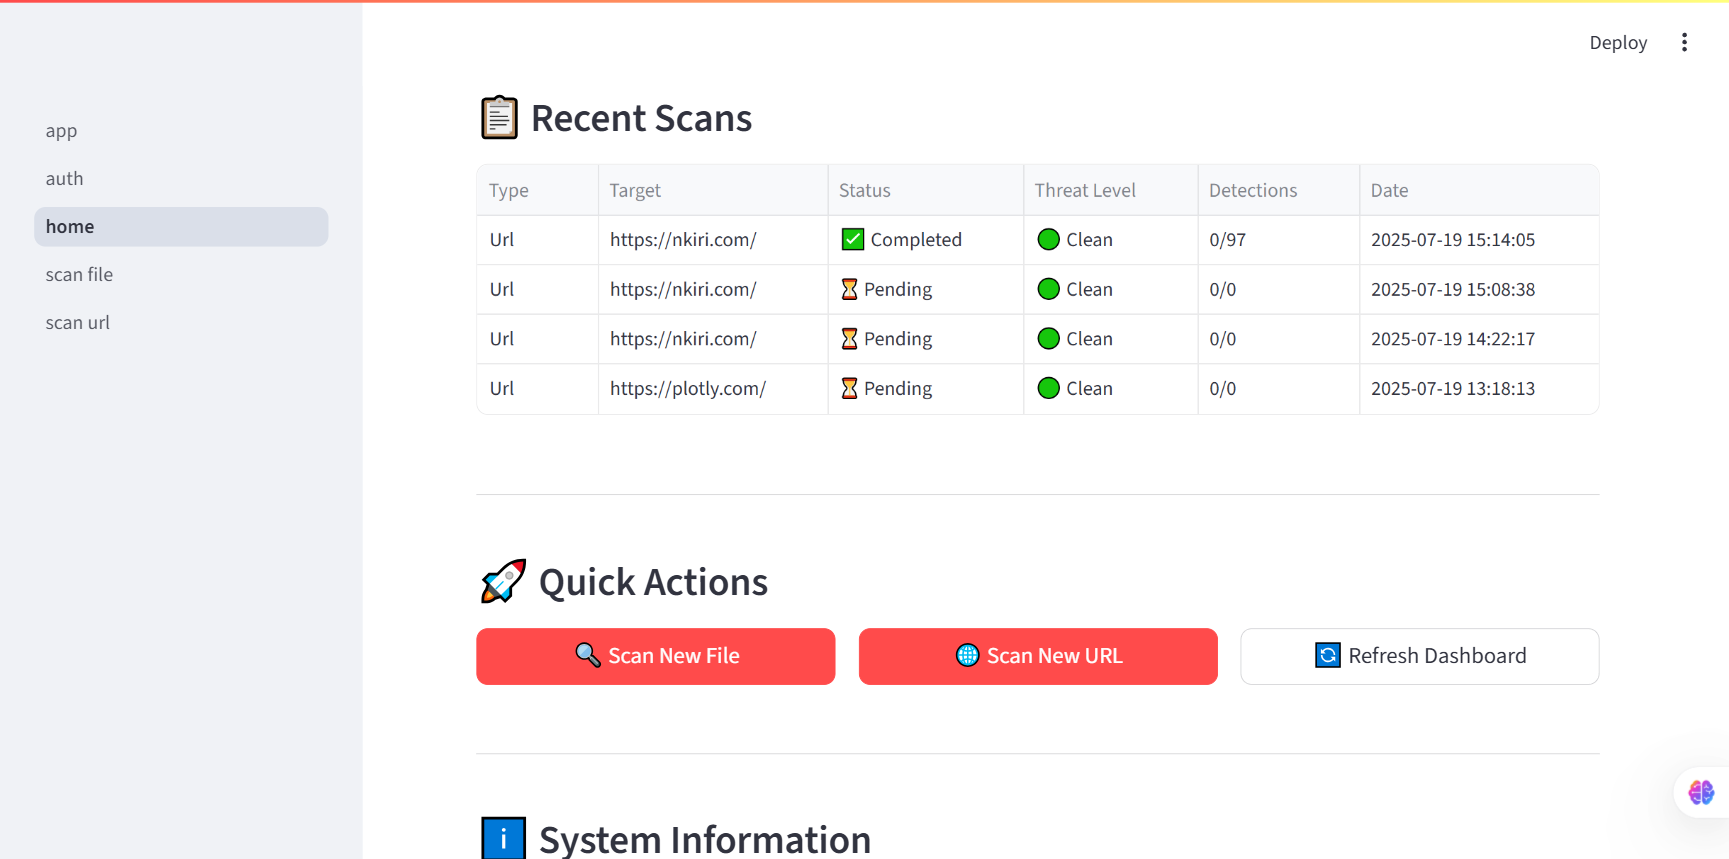 Deploy
app
auth
home
scan file
scan url
Recent Scans
Type Target Status Threat Level Detections Date
Url https://nkiri.com/ Completed Clean 0/97 2025-07-19 15:14:05
Url https://nkiri.com/ Pending Clean 0/0 2025-07-19 15:08:38
Url https://nkiri.com/ Pending Clean 0/0 2025-07-19 14:22:17
Url https://plotly.com/ Pending Clean 0/0 2025-07-19 13:18:13
Quick Actions
Scan New File Scan New URL Refresh Dashboard
System Information